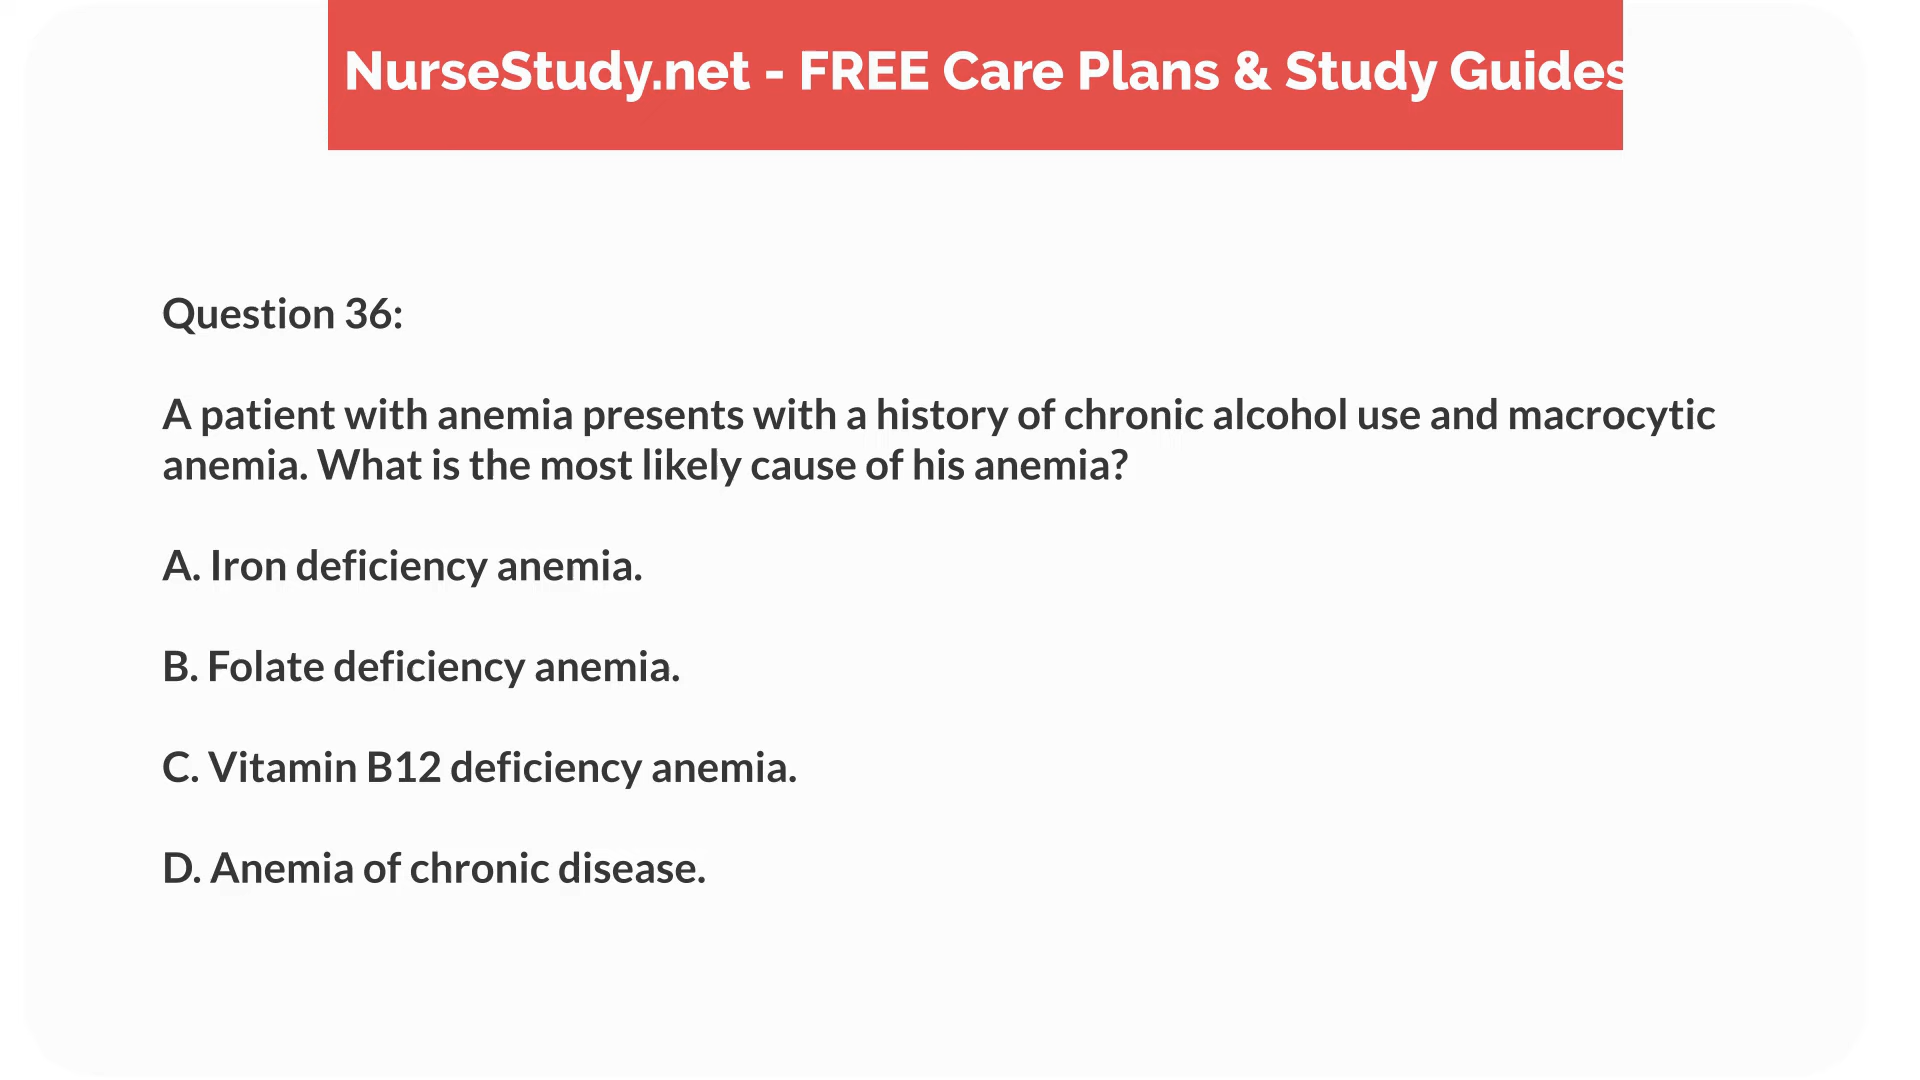 NurseStudy.net - FREE Care Plans & Study Guides
Question 36:
A patient with anemia presents with a history of chronic alcohol use and macrocytic
anemia. What is the most likely cause of his anemia?
A. Iron deficiency anemia.
B. Folate deficiency anemia.
C. Vitamin B12 deficiency anemia.
D. Anemia of chronic disease.